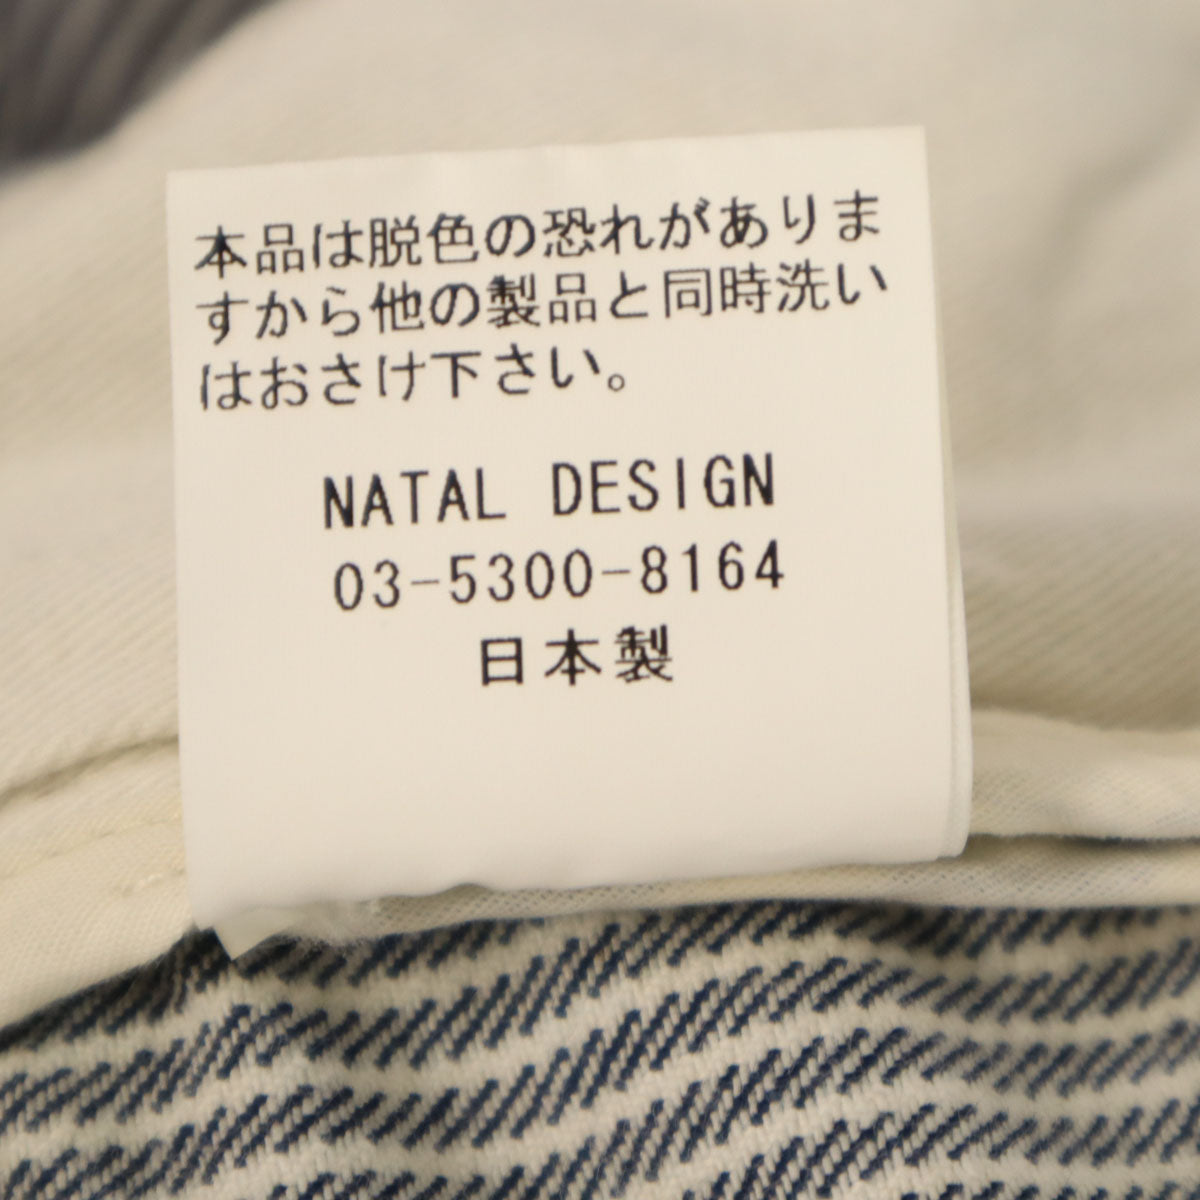 本品は脱色の恐れがありま
すから他の製品と同時洗い
はおさけ下さい。
NATAL DESIGN
03-5300-8164
日本製